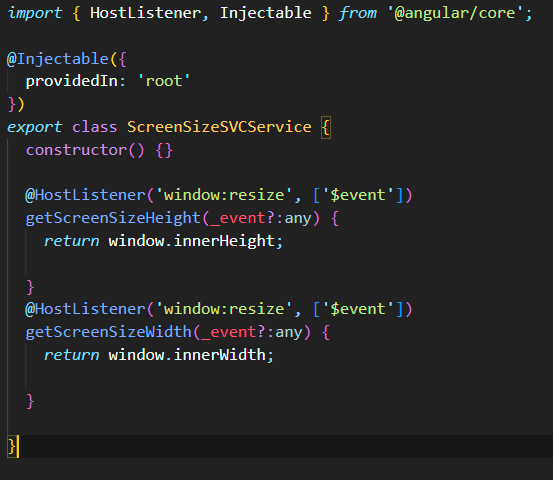 import { HostListener, Injectable } from '@angular/core';
@Injectable({
providedIn: 'root'
})
export class ScreenSizeSVCService {
constructor() {}
@HostListener('window:resize', ['$event'])
getScreenSizeHeight(_event?:any) {
return window.innerHeight;
}
@HostListener('window:resize', ['$event'])
getScreenSizeWidth(_event?:any) {
return window.innerWidth;
}
}